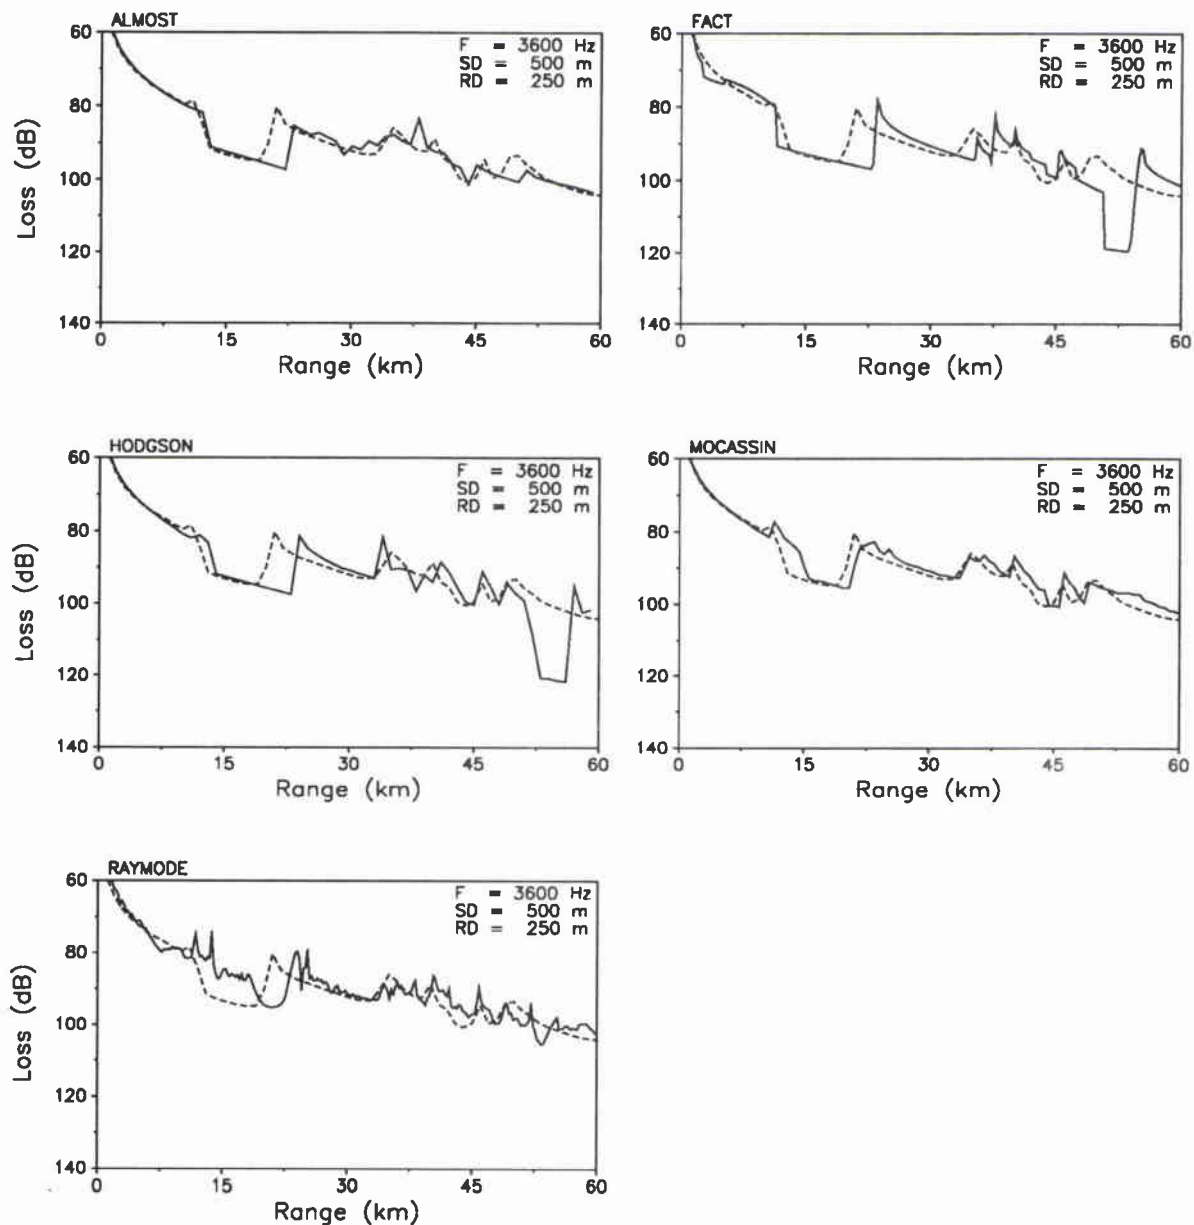 ALMOST
F = 3600 Hz
SD = 500 m
RD = 250 m
60
80
100
120
140
Loss (dB)
0 15 30 45 60
Range (km)
FACT
F = 3600 Hz
SD = 500 m
RD = 250 m
60
80
100
120
140
Loss (dB)
0 15 30 45 60
Range (km)
HODGSON
F = 3600 Hz
SD = 500 m
RD = 250 m
60
80
100
120
140
Loss (dB)
0 15 30 45 60
Range (km)
MOCASSIN
F = 3600 Hz
SD = 500 m
RD = 250 m
60
80
100
120
140
Loss (dB)
0 15 30 45 60
Range (km)
RAYMODE
F = 3600 Hz
SD = 500 m
RD = 250 m
60
80
100
120
140
Loss (dB)
0 15 30 45 60
Range (km)